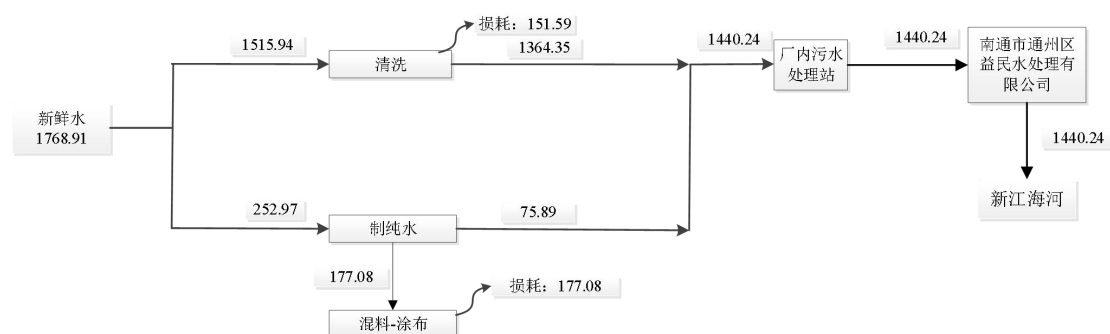 损耗：151.59
1515.94
1364.35
清洗
1440.24
厂内污水
处理站
1440.24
南通市通州区
益民水处理有
限公司
新鲜水
1768.91
1440.24
新江海河
252.97
制纯水
75.89
177.08
损耗：177.08
混料-涂布